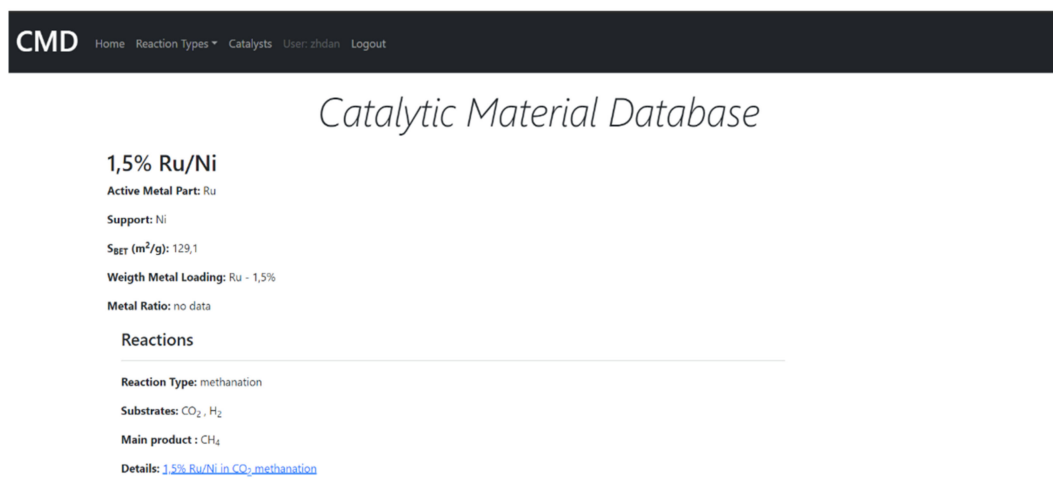 CMD Home Reaction Types Catalysts User: zhdan Logout
Catalytic Material Database
1,5% Ru/Ni
Active Metal Part: Ru
Support: Ni
S_BET (m²/g): 129,1
Weigth Metal Loading: Ru - 1,5%
Metal Ratio: no data
Reactions
Reaction Type: methanation
Substrates: CO₂ , H₂
Main product : CH₄
Details: 1,5% Ru/Ni in CO₂ methanation